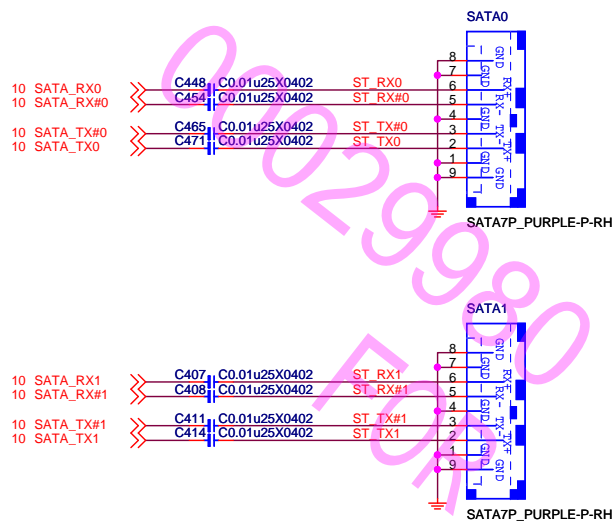 SATA0
8 GND
7 GND
10 SATA_RX0 C448 C0.01u25X0402 ST_RX0 6 RX+
10 SATA_RX#0 C454 C0.01u25X0402 ST_RX#0 5 RX-
4 GND
10 SATA_TX#0 C465 C0.01u25X0402 ST_TX#0 3 TX-
10 SATA_TX0 C471 C0.01u25X0402 ST_TX0 2 TX+
1 GND
9 GND
SATA7P_PURPLE-P-RH
00029980
FOR
SATA1
8 GND
7 GND
10 SATA_RX1 C407 C0.01u25X0402 ST_RX1 6 RX+
10 SATA_RX#1 C408 C0.01u25X0402 ST_RX#1 5 RX-
4 GND
10 SATA_TX#1 C411 C0.01u25X0402 ST_TX#1 3 TX-
10 SATA_TX1 C414 C0.01u25X0402 ST_TX1 2 TX+
1 GND
9 GND
SATA7P_PURPLE-P-RH